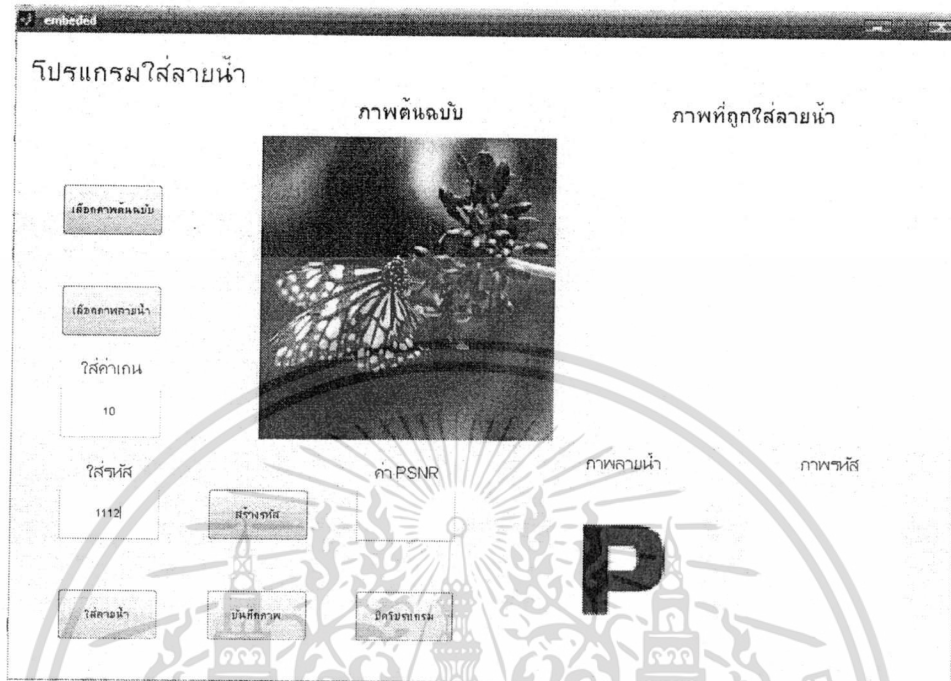 embeded
โปรแกรมใส่ลายน้ำ
ภาพต้นฉบับ
ภาพที่ถูกใส่ลายน้ำ
เลือกภาพต้นฉบับ
เลือกภาพลายน้ำ
ใส่ค่าเกน
10
ใส่รหัส
1112
สร้างรหัส
ค่า PSNR
ภาพลายน้ำ
ภาพรหัส
P
ใส่ลายน้ำ
บันทึกภาพ
ปิดโปรแกรม